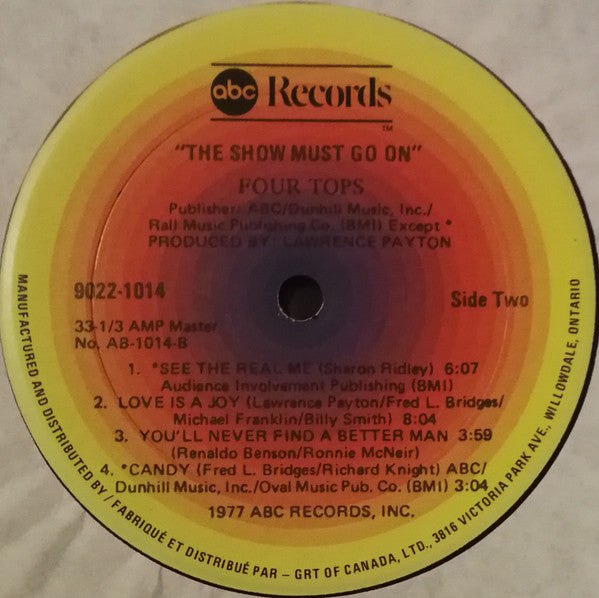 abc Records
TM
"THE SHOW MUST GO ON"
FOUR TOPS
Publisher: ABC/Dunhill Music, Inc./
Rall Music Publishing Co. (BMI) Except *
PRODUCED BY: LAWRENCE PAYTON
9022-1014
Side Two
33-1/3 AMP Master
No. AB-1014-B
1. *SEE THE REAL ME (Sharon Ridley) 6:07
Audience Involvement Publishing (BMI)
2. LOVE IS A JOY (Lawrence Payton/Fred L. Bridges/
Michael Franklin/Billy Smith) 8:04
3. YOU'LL NEVER FIND A BETTER MAN 3:59
(Renaldo Benson/Ronnie McNeir)
4. *CANDY (Fred L. Bridges/Richard Knight) ABC/
Dunhill Music, Inc./Oval Music Pub. Co. (BMI) 3:04
1977 ABC RECORDS, INC.
MANUFACTURED AND DISTRIBUTED BY / FABRIQUÉ ET DISTRIBUÉ PAR – GRT OF CANADA, LTD., 3816 VICTORIA PARK AVE., WILLOWDALE, ONTARIO